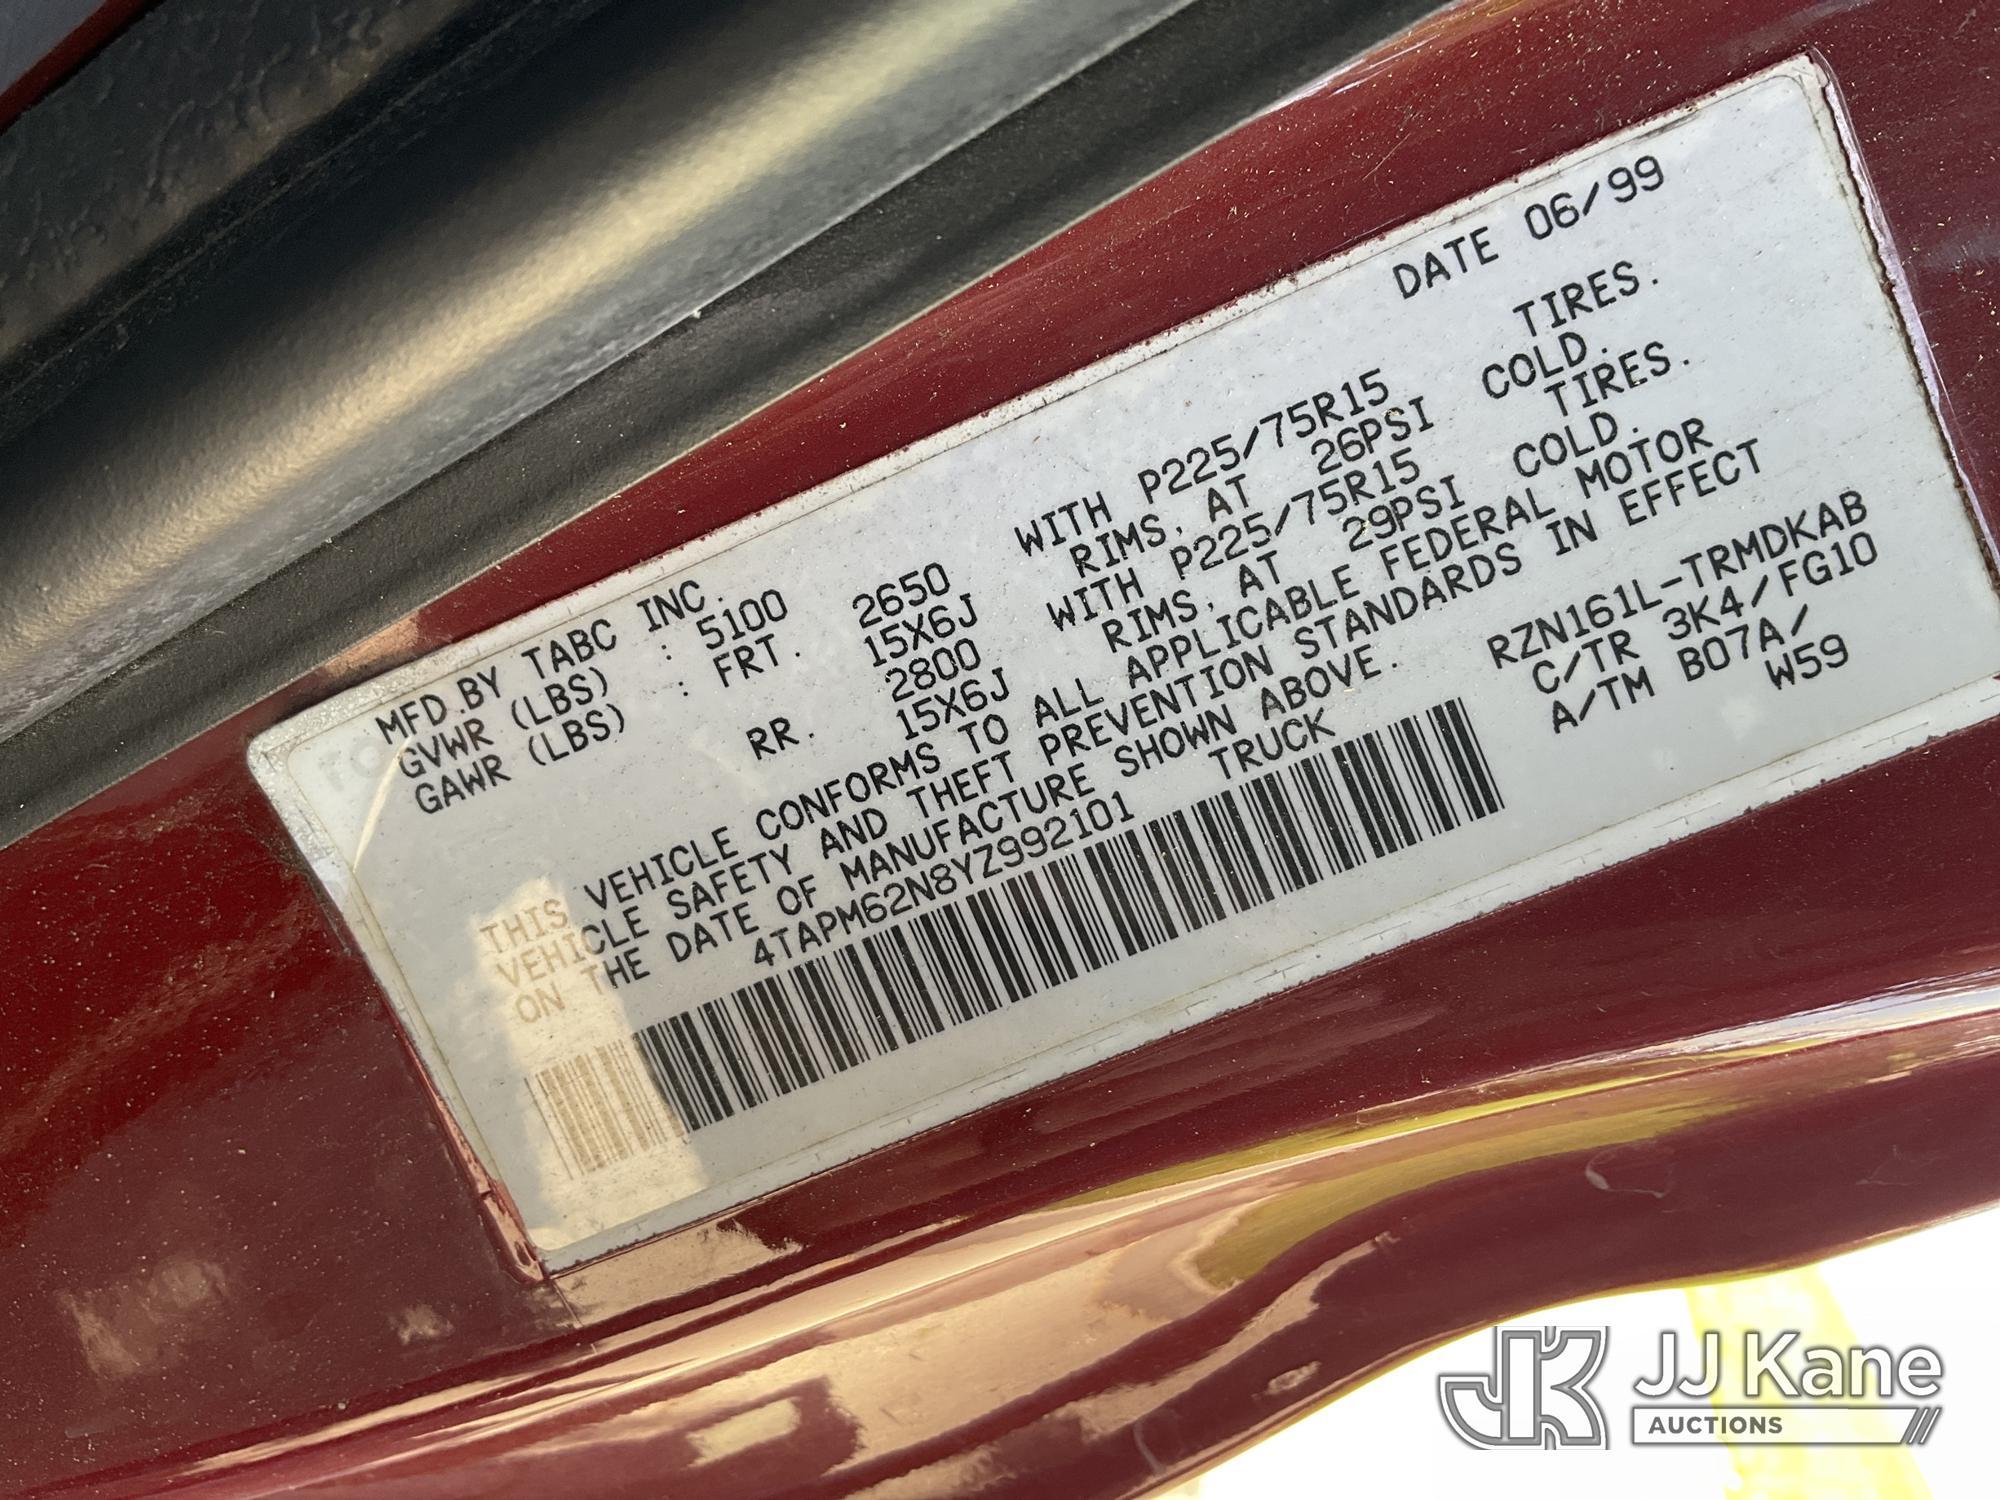 MFD.BY TABC INC. DATE 06/99
GVWR (LBS) : 5100
GAWR (LBS) : FRT. 2650 WITH P225/75R15 TIRES.
15X6J RIMS, AT 26PSI COLD.
RR. 2800 WITH P225/75R15 TIRES.
15X6J RIMS, AT 29PSI COLD.
THIS VEHICLE CONFORMS TO ALL APPLICABLE FEDERAL MOTOR
VEHICLE SAFETY AND THEFT PREVENTION STANDARDS IN EFFECT
ON THE DATE OF MANUFACTURE SHOWN ABOVE.
4TAPM62N8YZ992101 TRUCK
RZN161L-TRMDKAB
C/TR 3K4/FG10
A/TM B07A/
W59
JK JJ Kane
AUCTIONS